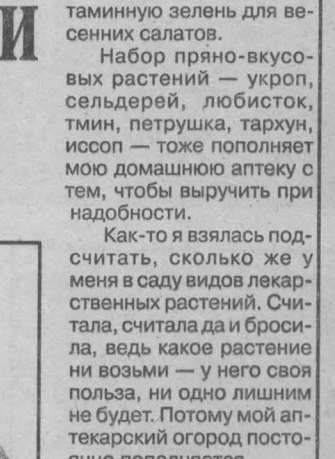 И
таминную зелень для ве-
сенних салатов.
Набор пряно-вкусо-
вых растений — укроп,
сельдерей, любисток,
тмин, петрушка, тархун,
иссоп — тоже пополняет
мою домашнюю аптеку с
тем, чтобы выручить при
надобности.
Как-то я взялась под-
считать, сколько же у
меня в саду видов лекар-
ственных растений. Счи-
тала, считала да и броси-
ла, ведь какое растение
ни возьми — у него своя
польза, ни одно лишним
не будет. Потому мой ап-
текарский огород посто-
янно пополняется